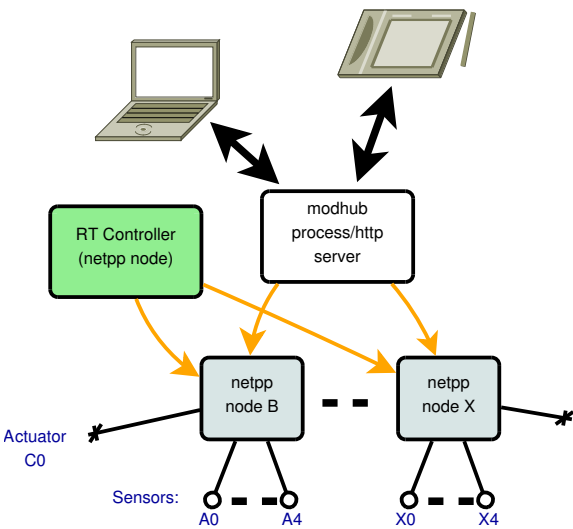 modhub
process/http
server
RT Controller
(netpp node)
netpp
node B
netpp
node X
Actuator
C0
Sensors:
A0
A4
X0
X4